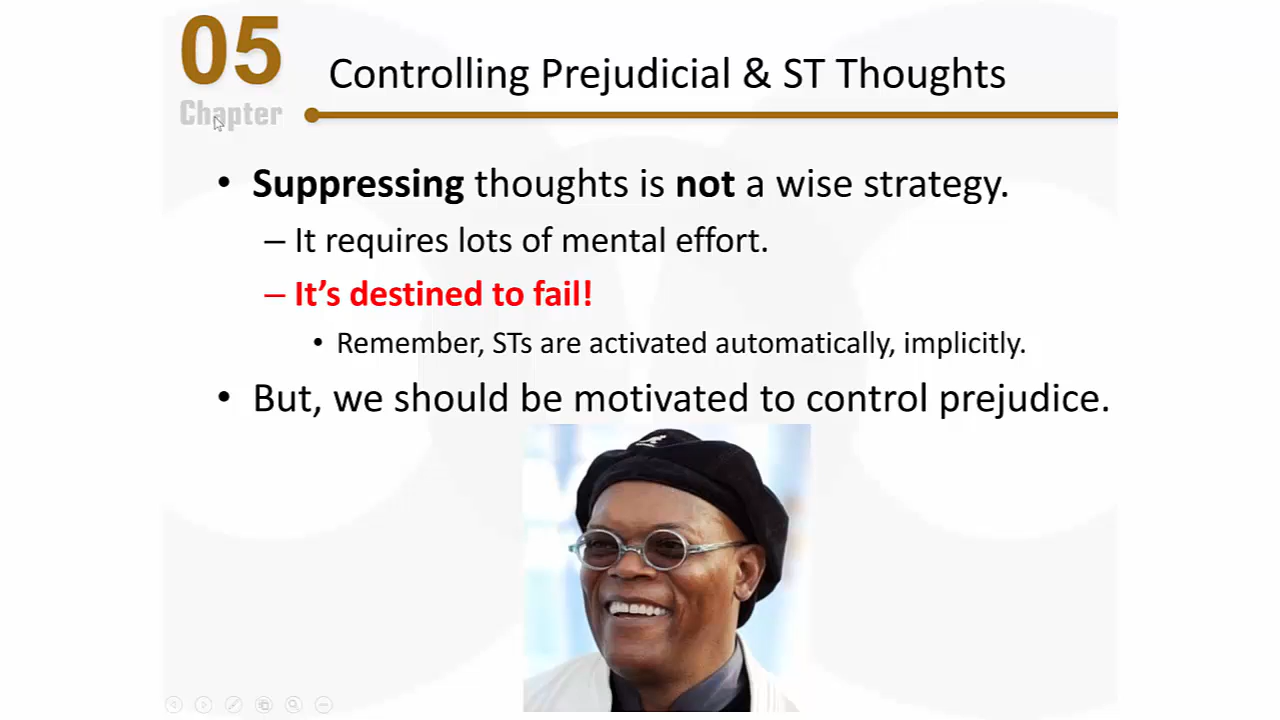 05
Chapter
Controlling Prejudicial & ST Thoughts
• Suppressing thoughts is not a wise strategy.
– It requires lots of mental effort.
– It’s destined to fail!
• Remember, STs are activated automatically, implicitly.
• But, we should be motivated to control prejudice.